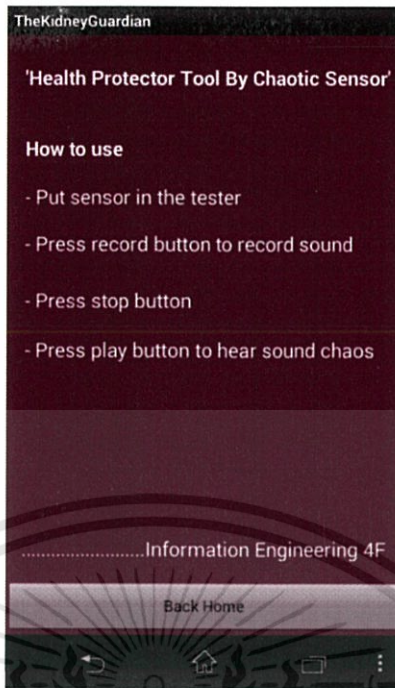 TheKidneyGuardian
'Health Protector Tool By Chaotic Sensor'
How to use
- Put sensor in the tester
- Press record button to record sound
- Press stop button
- Press play button to hear sound chaos
........................Information Engineering 4F
Back Home